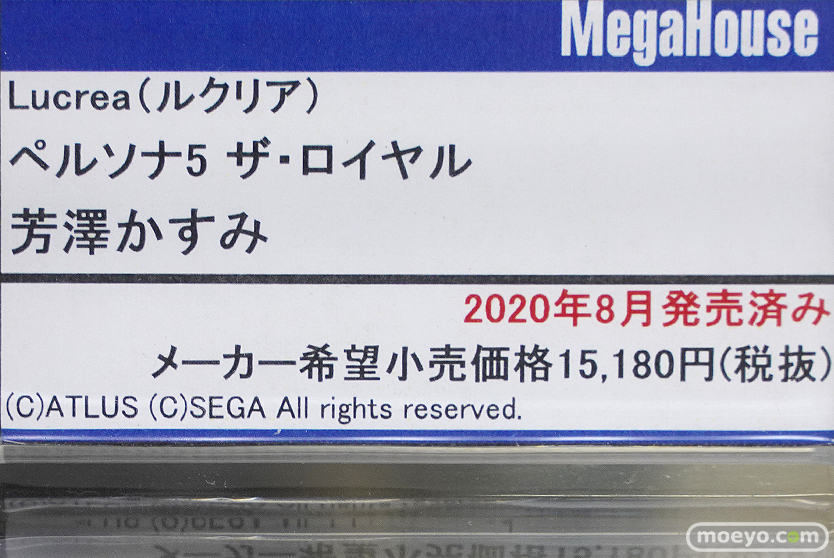 MegaHouse
Lucrea(ルクリア)
ペルソナ5 ザ・ロイヤル
芳澤かすみ
2020年8月発売済み
メーカー希望小売価格15,180円(税抜)
(C)ATLUS (C)SEGA All rights reserved.
moeyo.com